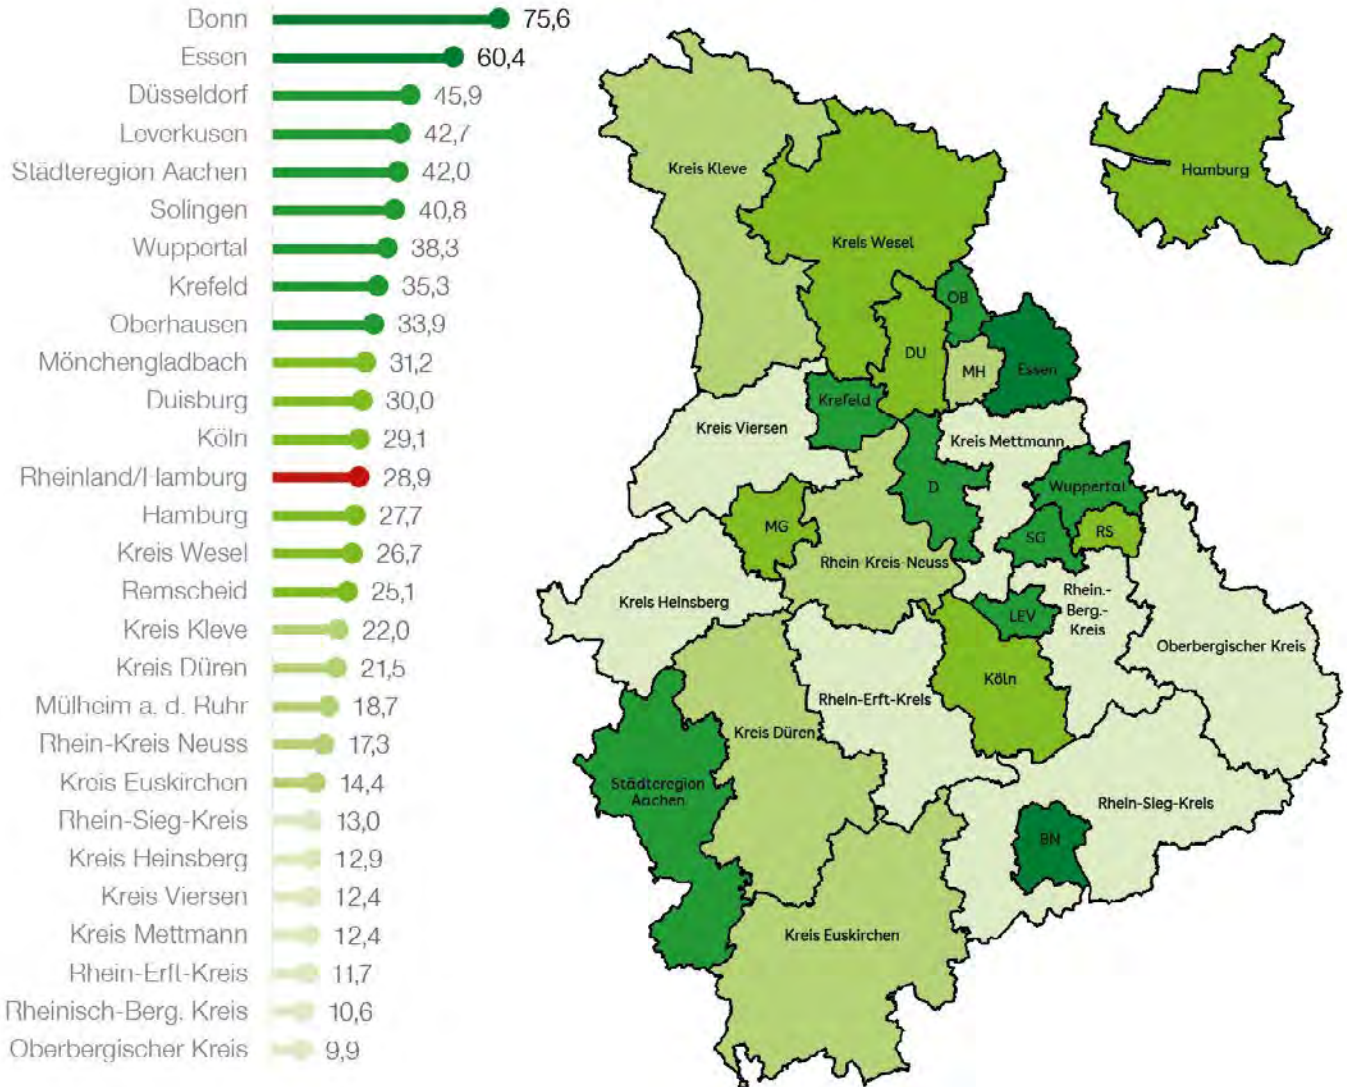 Bonn 75,6
Essen 60,4
Düsseldorf 45,9
Leverkusen 42,7
Städteregion Aachen 42,0
Solingen 40,8
Wuppertal 38,3
Krefeld 35,3
Oberhausen 33,9
Mönchengladbach 31,2
Duisburg 30,0
Köln 29,1
Rheinland/Hamburg 28,9
Hamburg 27,7
Kreis Wesel 26,7
Remscheid 25,1
Kreis Kleve 22,0
Kreis Düren 21,5
Mülheim a. d. Ruhr 18,7
Rhein-Kreis Neuss 17,3
Kreis Euskirchen 14,4
Rhein-Sieg-Kreis 13,0
Kreis Heinsberg 12,9
Kreis Viersen 12,4
Kreis Mettmann 12,4
Rhein-Erft-Kreis 11,7
Rheinisch-Berg. Kreis 10,6
Oberbergischer Kreis 9,9
Kreis Kleve
Hamburg
Kreis Wesel
OB
DU
MH
Essen
Krefeld
Kreis Viersen
Kreis Mettmann
D
Wuppertal
MG
SG
RS
Rhein-Kreis-Neuss
Kreis Heinsberg
Rhein.-
Berg.-
Kreis
LEV
Oberbergischer Kreis
Köln
Rhein-Erft-Kreis
Kreis Düren
Städteregion
Aachen
Rhein-Sieg-Kreis
BN
Kreis Euskirchen